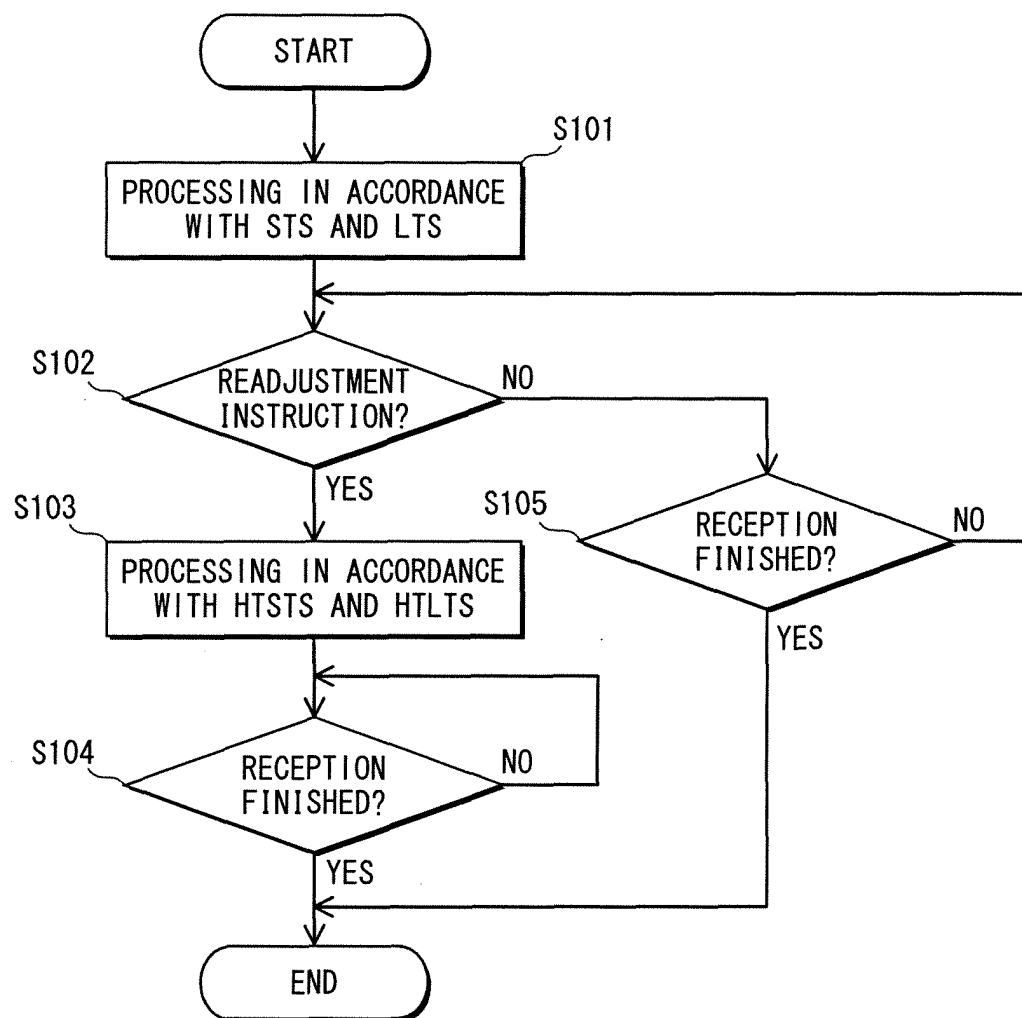 START
S101
PROCESSING IN ACCORDANCE
WITH STS AND LTS
S102
READJUSTMENT
INSTRUCTION?
NO
YES
S103
PROCESSING IN ACCORDANCE
WITH HTSTS AND HTLTS
S105
RECEPTION
FINISHED?
NO
YES
S104
RECEPTION
FINISHED?
NO
YES
END